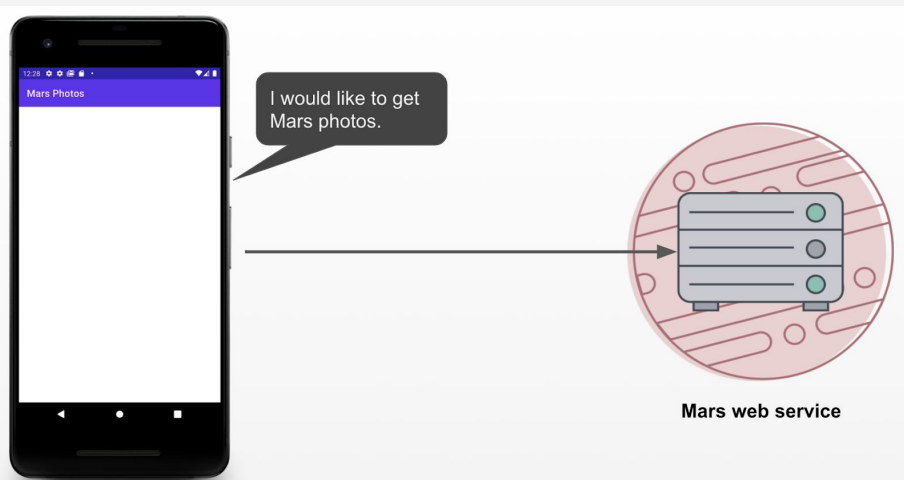 12:28
Mars Photos
I would like to get
Mars photos.
Mars web service